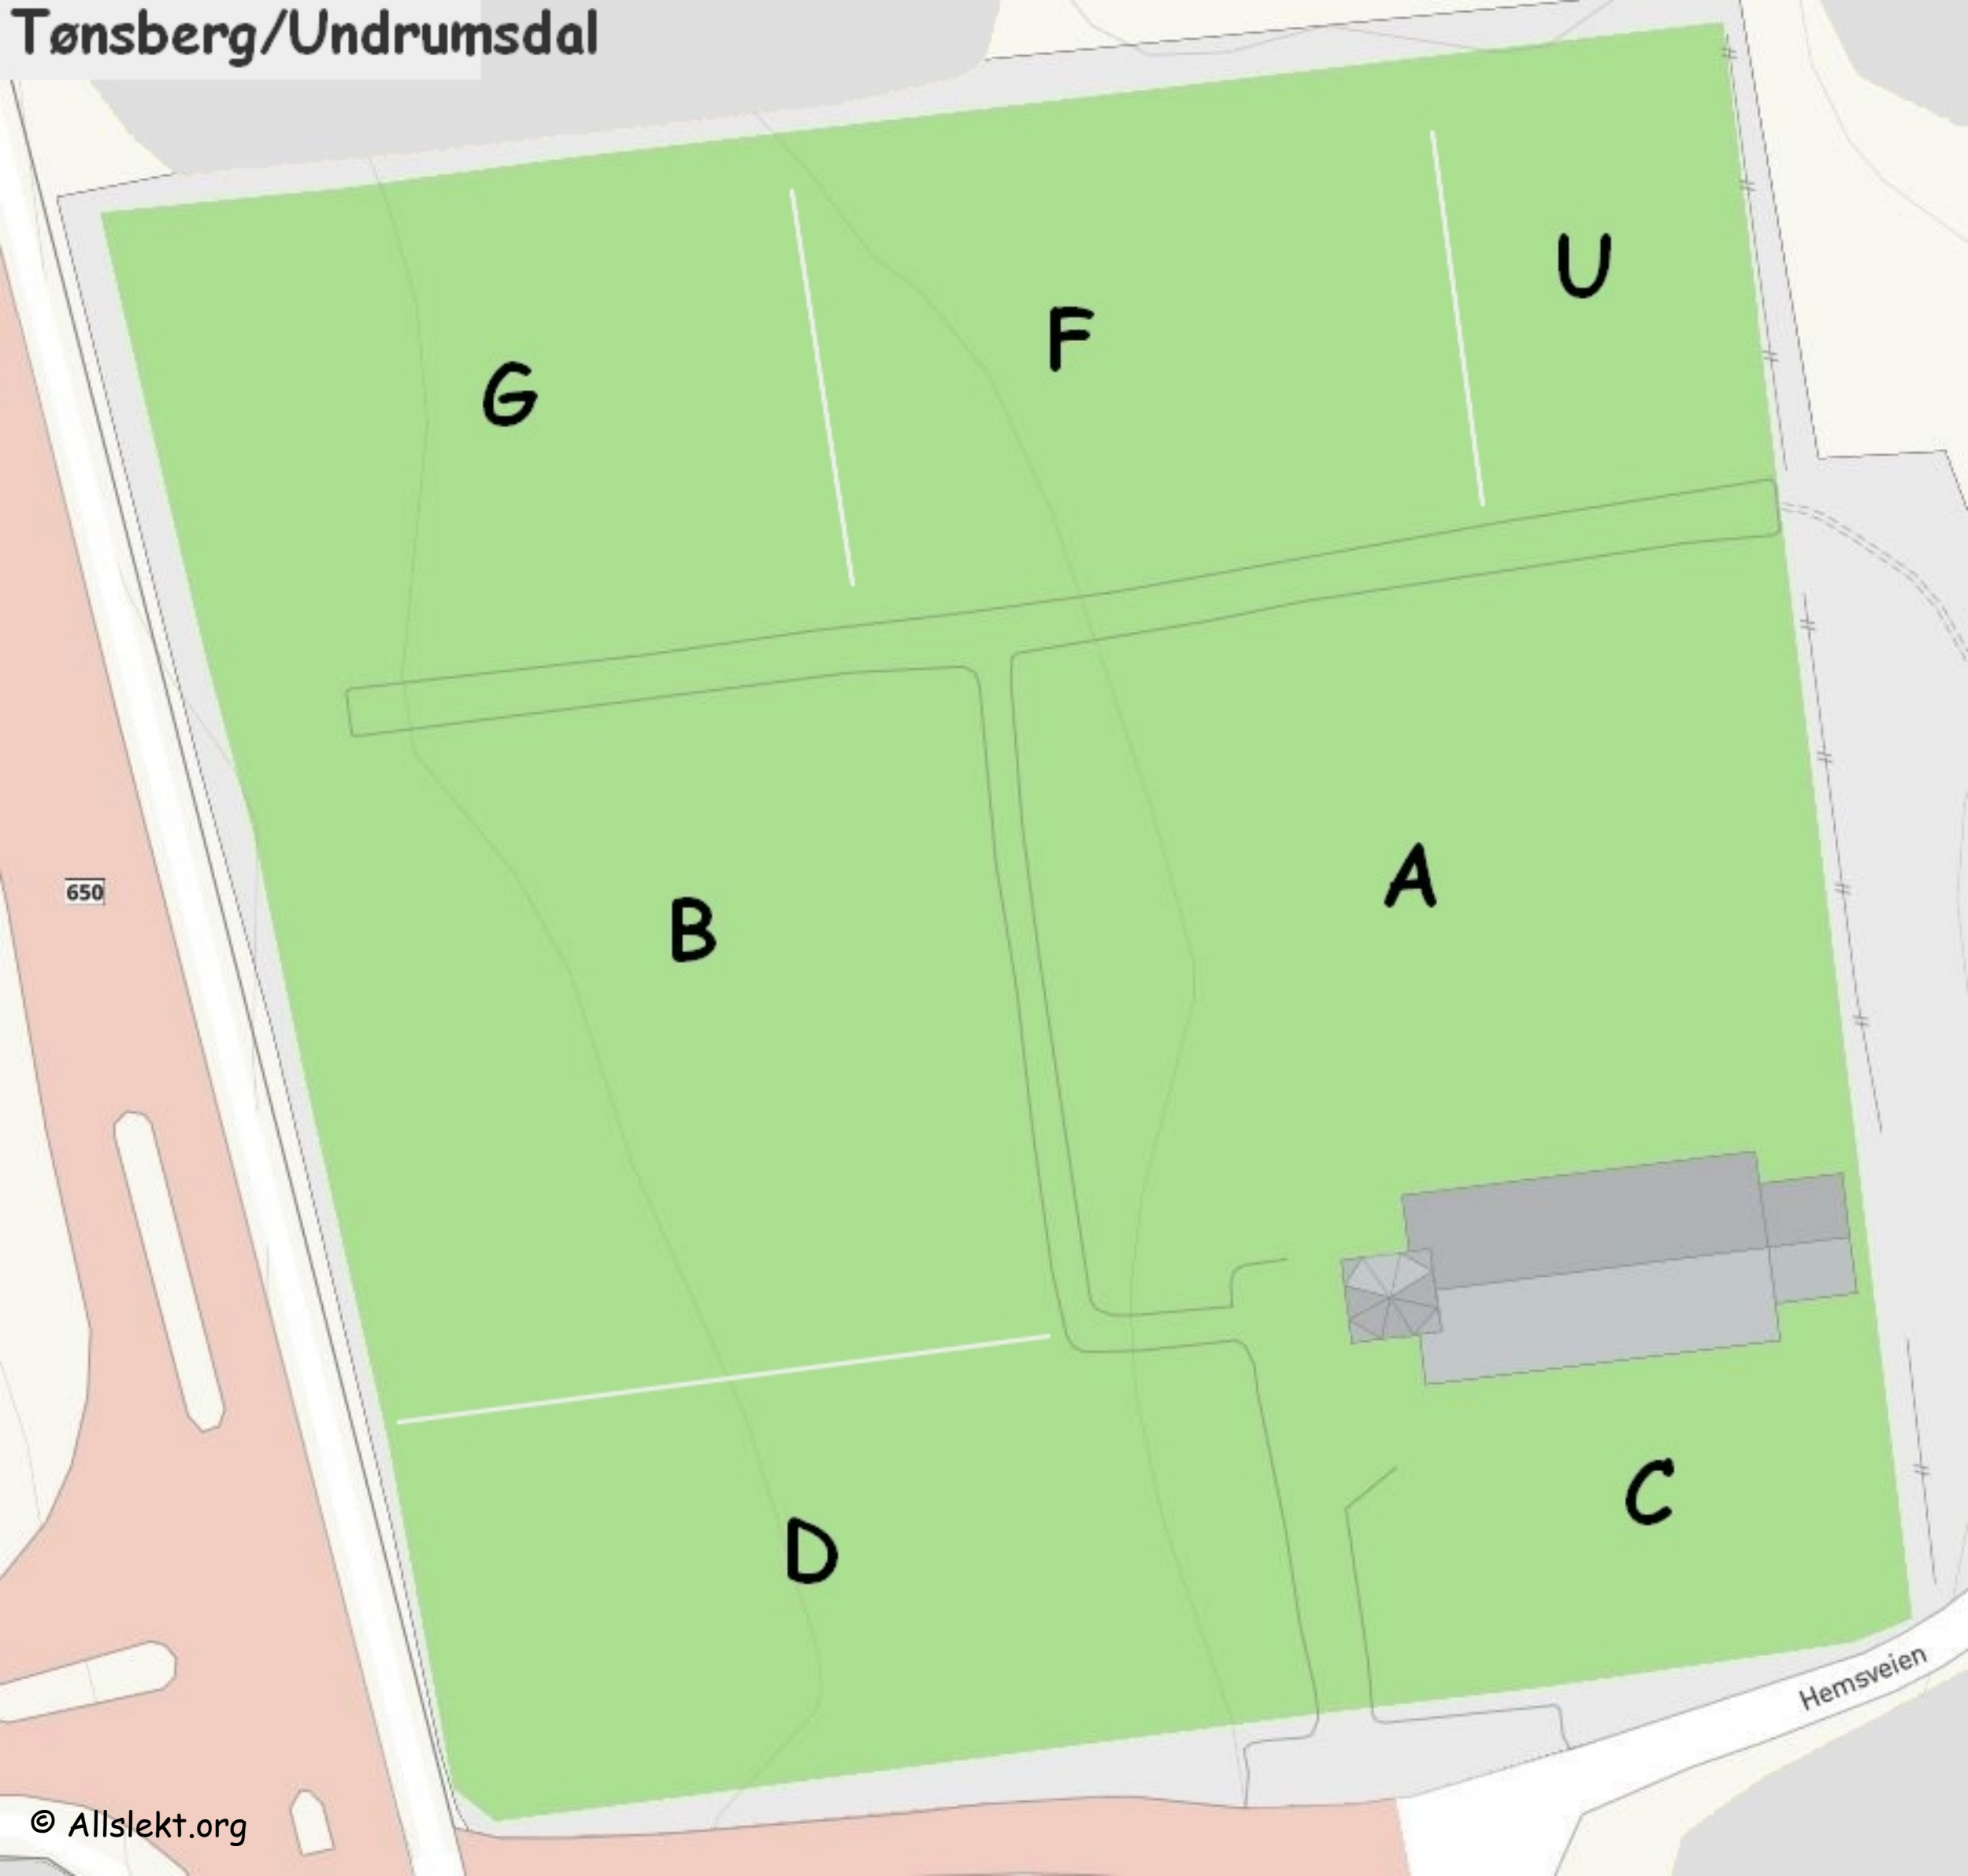 Tønsberg/Undrumsdal
U
F
G
A
B
650
C
D
Hemsveien
© Allslekt.org